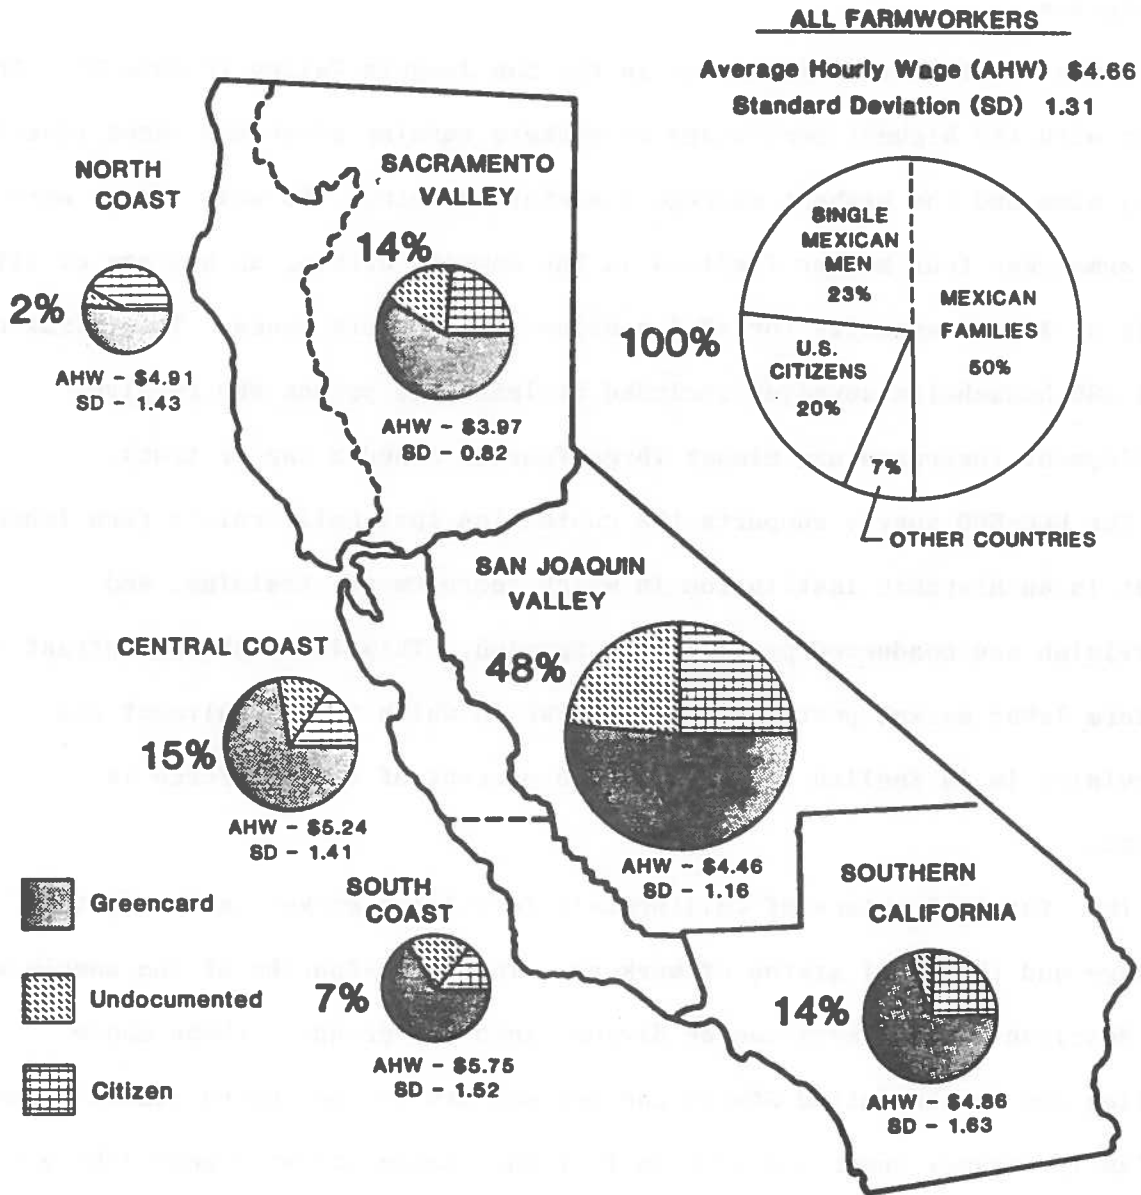 ALL FARMWORKERS
Average Hourly Wage (AHW) $4.66
Standard Deviation (SD) 1.31
SINGLE
MEXICAN
MEN
23%
MEXICAN
FAMILIES
50%
100%
U.S.
CITIZENS
20%
7%
OTHER COUNTRIES
NORTH
COAST
2%
AHW - $4.91
SD - 1.43
SACRAMENTO
VALLEY
14%
AHW - $3.97
SD - 0.82
SAN JOAQUIN
VALLEY
48%
AHW - $4.46
SD - 1.16
CENTRAL COAST
15%
AHW - $5.24
SD - 1.41
SOUTH
COAST
7%
AHW - $5.75
SD - 1.52
SOUTHERN
CALIFORNIA
14%
AHW - $4.86
SD - 1.63
Greencard
Undocumented
Citizen